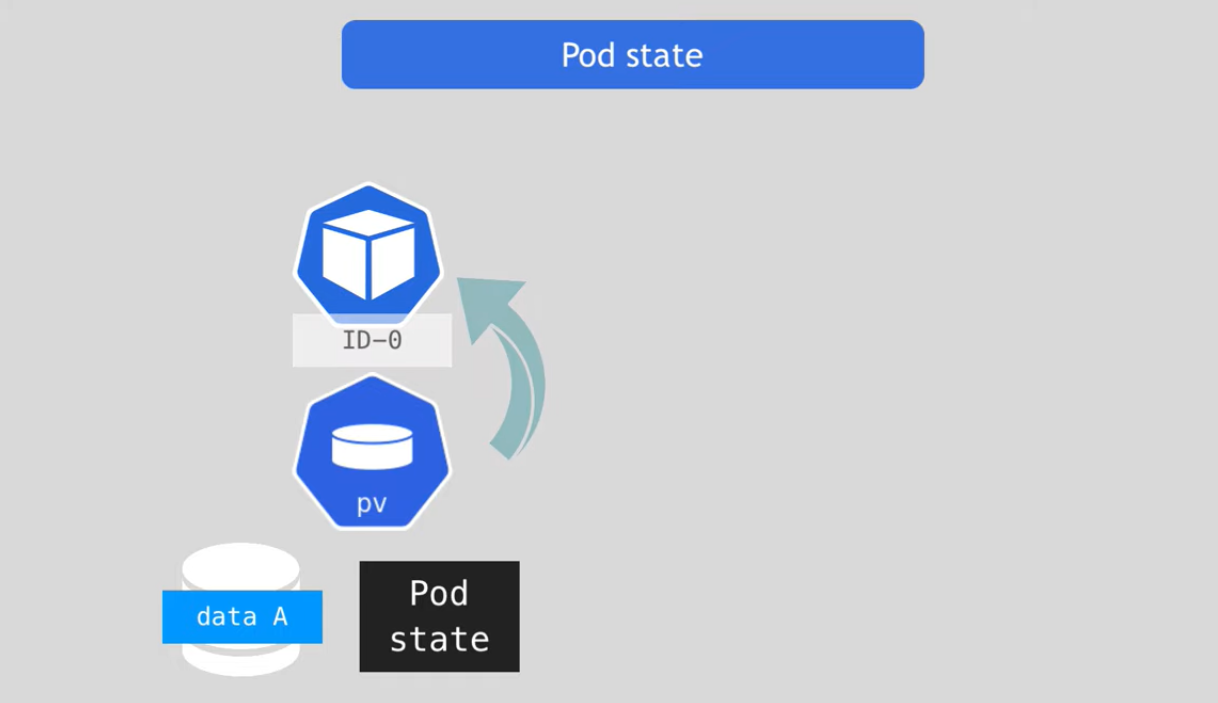 Pod state
ID-0
pv
data A
Pod
state